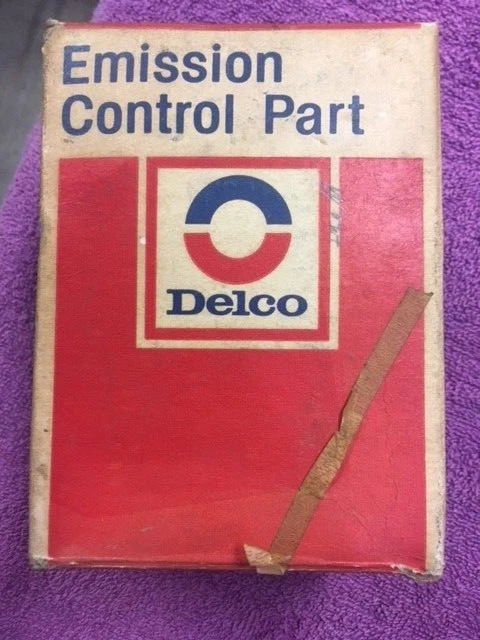 Emission
Control Part
Delco